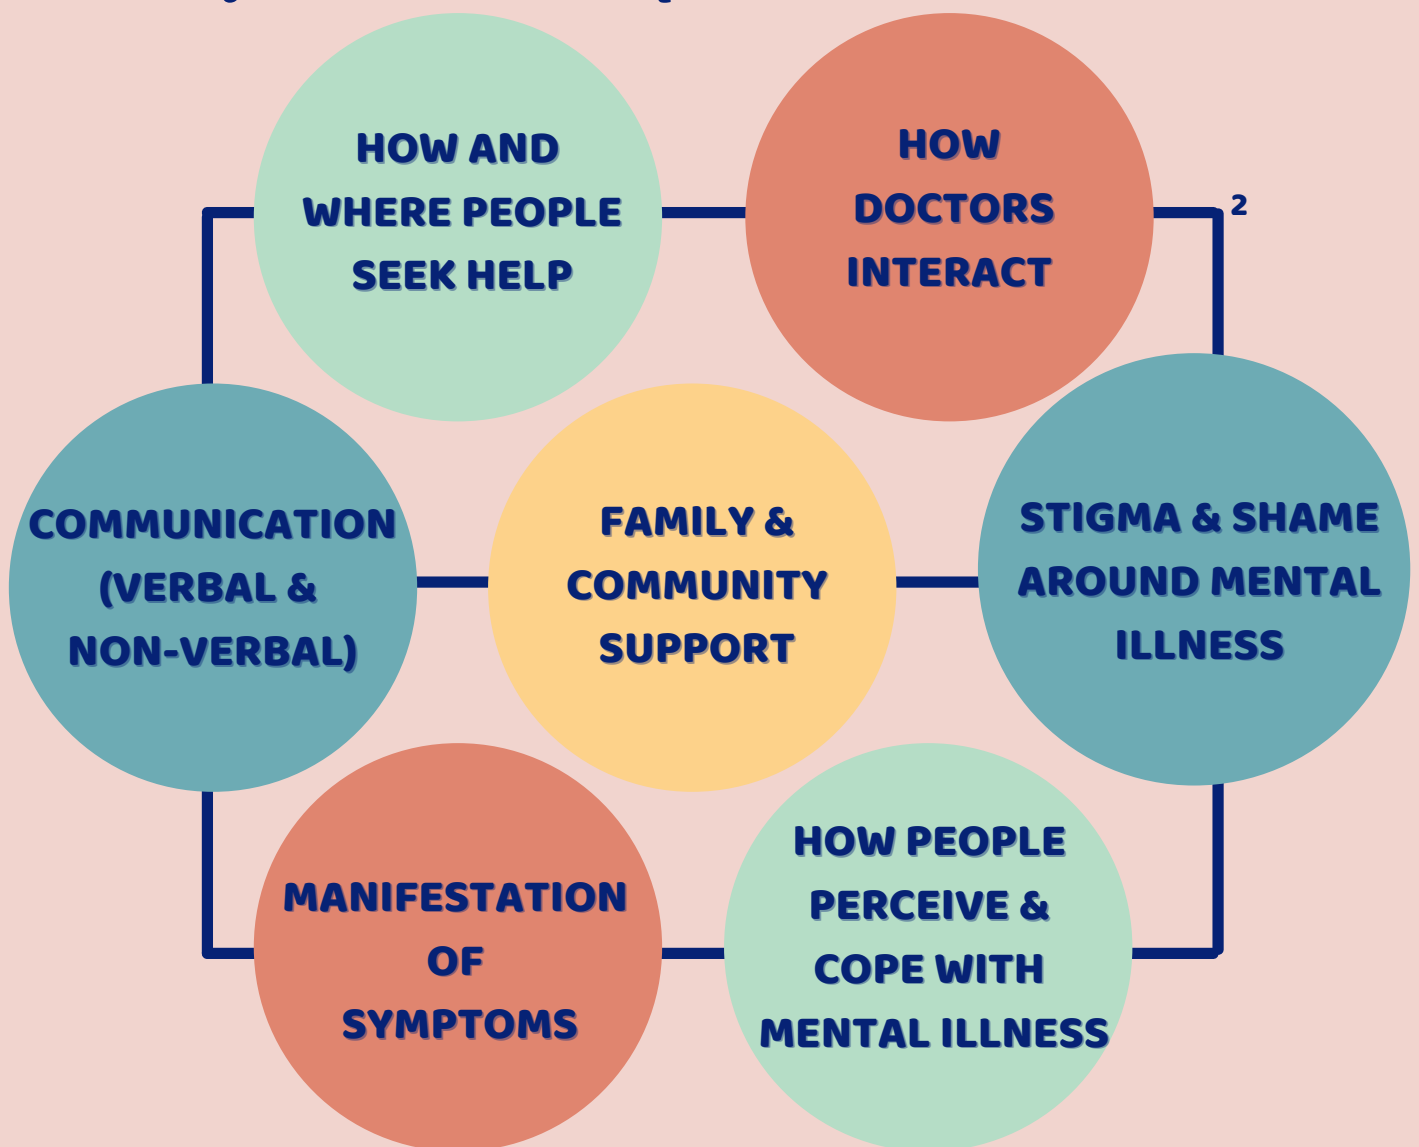 HOW AND
WHERE PEOPLE
SEEK HELP
HOW
DOCTORS
INTERACT
2
COMMUNICATION
(VERBAL &
NON-VERBAL)
FAMILY &
COMMUNITY
SUPPORT
STIGMA & SHAME
AROUND MENTAL
ILLNESS
MANIFESTATION
OF
SYMPTOMS
HOW PEOPLE
PERCEIVE &
COPE WITH
MENTAL ILLNESS